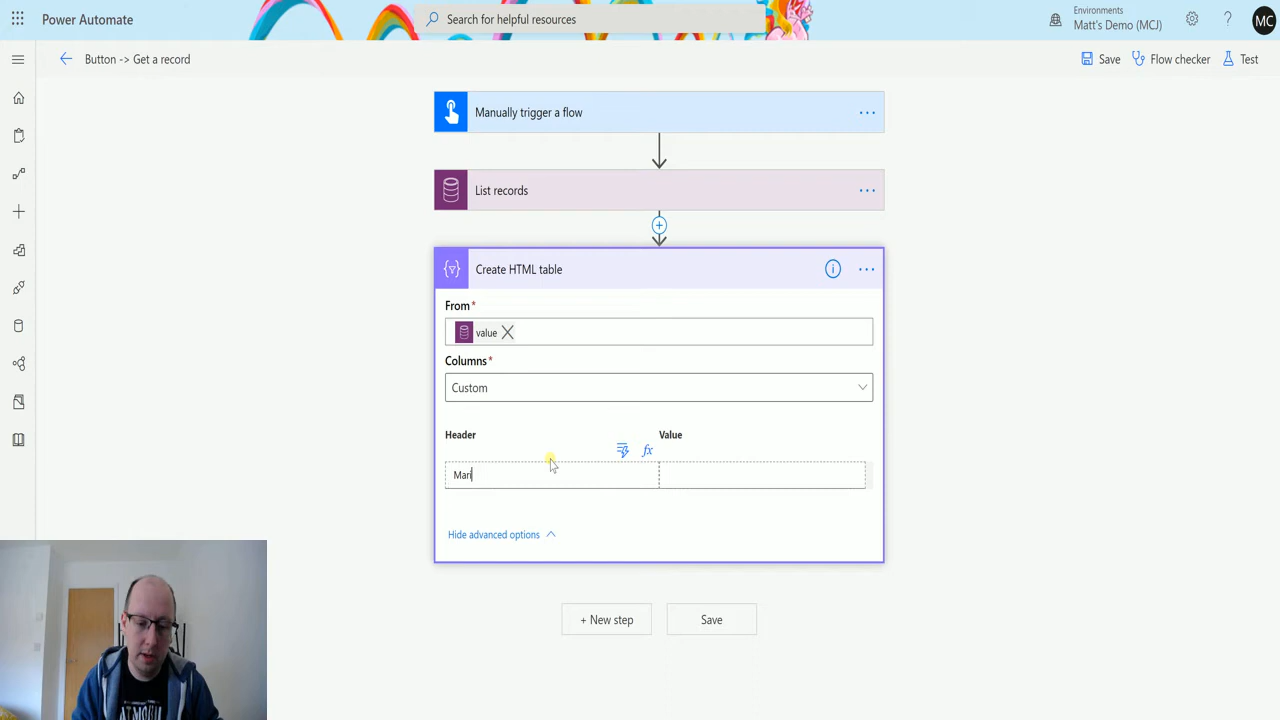 Power Automate
Search for helpful resources
Environments
Matt's Demo (MCJ)
MC
Button -> Get a record
Save
Flow checker
Test
Manually trigger a flow
List records
Create HTML table
From *
value
Columns *
Custom
Header
Value
fx
Mari
Hide advanced options
+ New step
Save